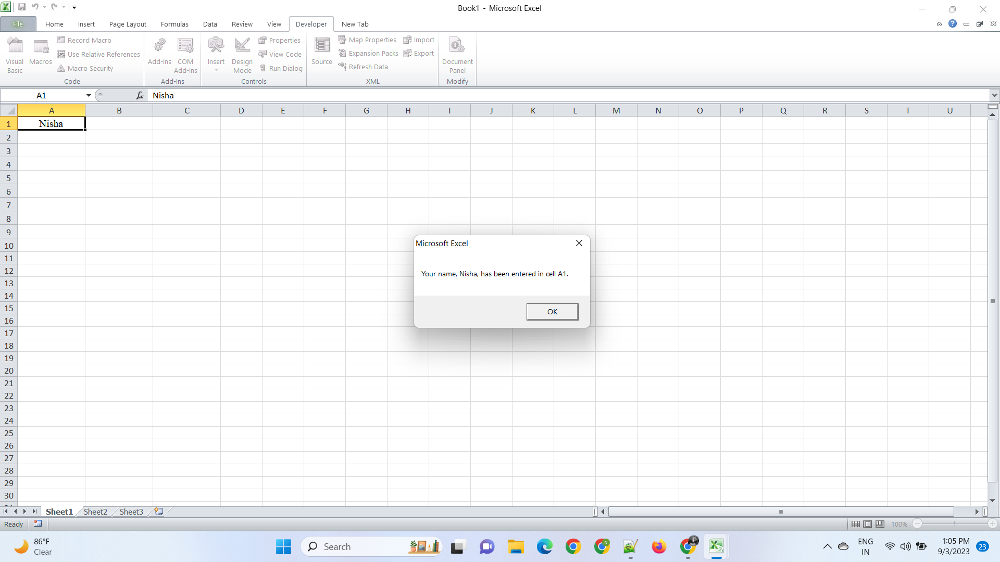 Book1 - Microsoft Excel
File Home Insert Page Layout Formulas Data Review View Developer New Tab
Visual Basic
Macros
Record Macro
Use Relative References
Macro Security
Code
Add-Ins
COM Add-Ins
Add-Ins
Insert
Design Mode
Properties
View Code
Run Dialog
Controls
Source
Map Properties
Expansion Packs
Refresh Data
Import
Export
XML
Document Panel
Modify
A1 fx Nisha
A B C D E F G H I J K L M N O P Q R S T U
1 Nisha
2
3
4
5
6
7
8
9
10
11
12
13
14
15
16
17
18
19
20
21
22
23
24
25
26
27
28
29
30
Microsoft Excel
Your name, Nisha, has been entered in cell A1.
OK
Sheet1 Sheet2 Sheet3
Ready 100%
86°F
Clear
Search
ENG
IN
1:05 PM
9/3/2023
23